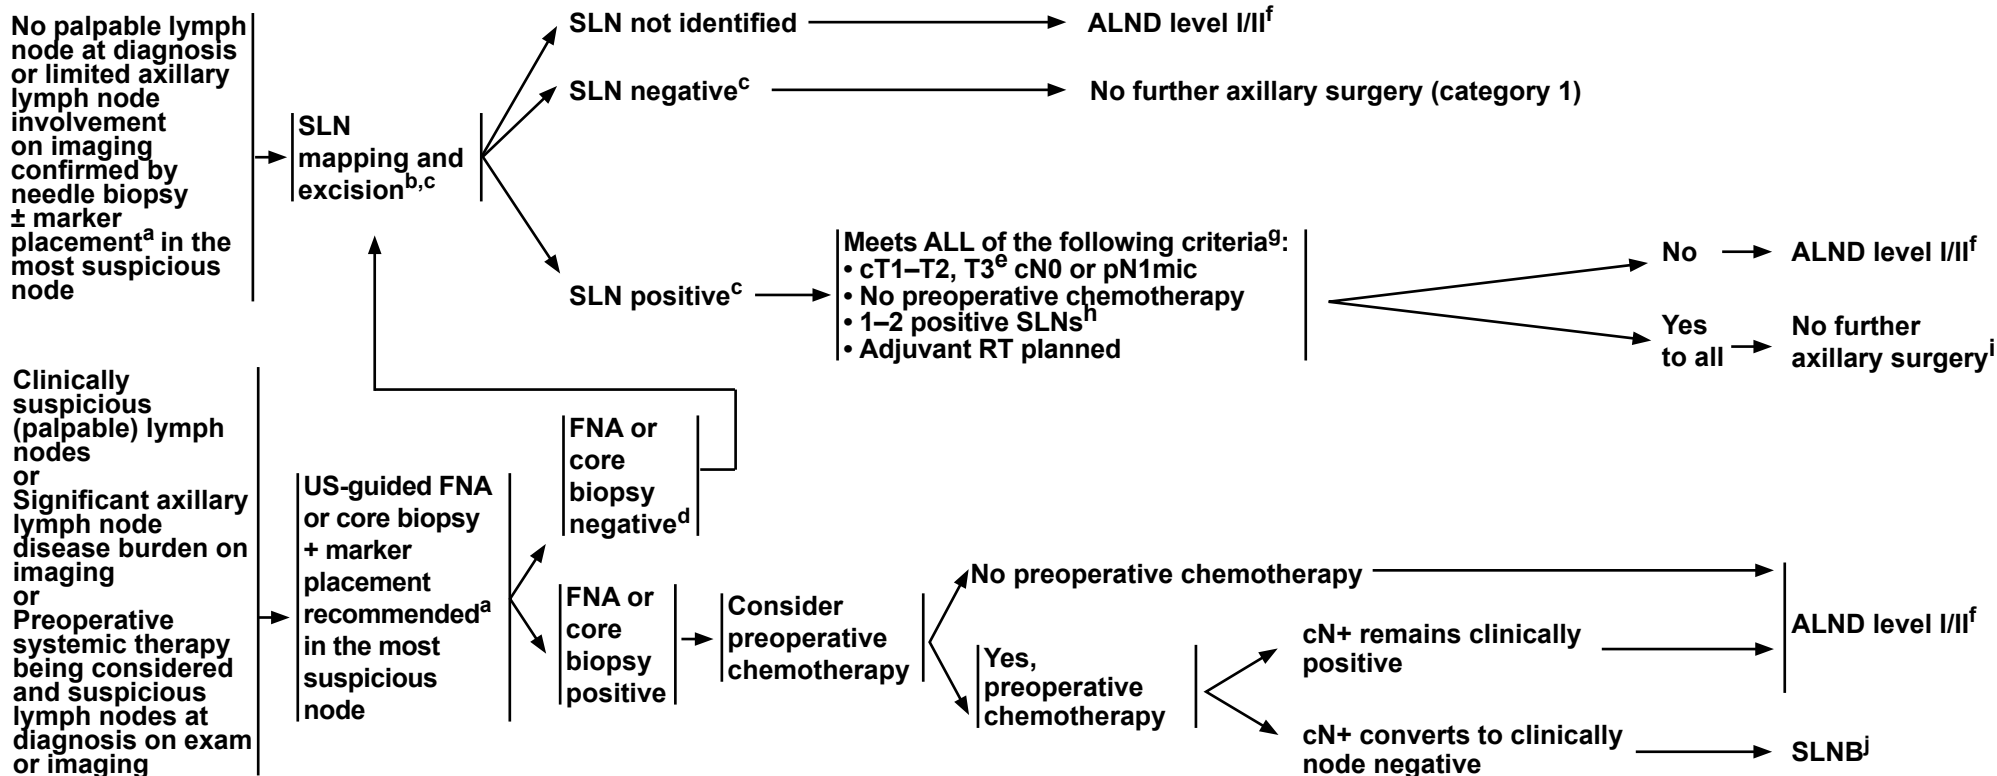 No palpable lymph
node at diagnosis
or limited axillary
lymph node
involvement
on imaging
confirmed by
needle biopsy
± marker
placementᵃ in the
most suspicious
node
SLN
mapping and
excisionᵇ,ᶜ
SLN not identified
ALND level I/IIᶠ
SLN negativeᶜ
No further axillary surgery (category 1)
SLN positiveᶜ
Meets ALL of the following criteriaᵍ:
• cT1–T2, T3ᵉ cN0 or pN1mic
• No preoperative chemotherapy
• 1–2 positive SLNsʰ
• Adjuvant RT planned
No
ALND level I/IIᶠ
Yes
to all
No further
axillary surgeryⁱ
Clinically
suspicious
(palpable) lymph
nodes
or
Significant axillary
lymph node
disease burden on
imaging
or
Preoperative
systemic therapy
being considered
and suspicious
lymph nodes at
diagnosis on exam
or imaging
US-guided FNA
or core biopsy
+ marker
placement
recommendedᵃ
in the most
suspicious
node
FNA or
core
biopsy
negativeᵈ
FNA or
core
biopsy
positive
Consider
preoperative
chemotherapy
No preoperative chemotherapy
Yes,
preoperative
chemotherapy
cN+ remains clinically
positive
ALND level I/IIᶠ
cN+ converts to clinically
node negative
SLNBʲ